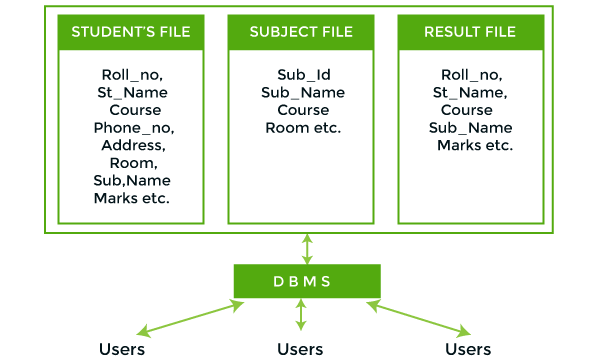 STUDENT'S FILE
Roll_no,
St_Name
Course
Phone_no,
Address,
Room,
Sub,Name
Marks etc.
SUBJECT FILE
Sub_Id
Sub_Name
Course
Room etc.
RESULT FILE
Roll_no,
St_Name,
Course
Sub_Name
Marks etc.
DBMS
Users
Users
Users